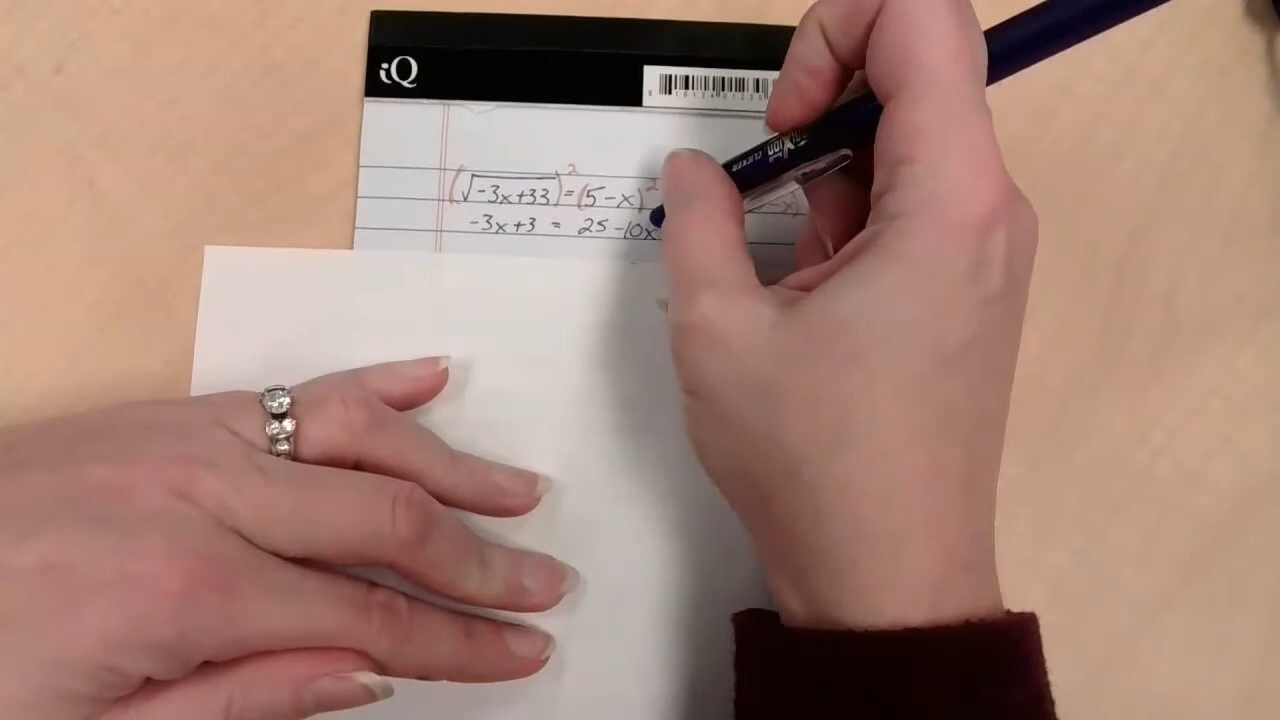 iQ
(√-3x+33)² = (5-x)²
-x)
-3x+3 = 25-10x